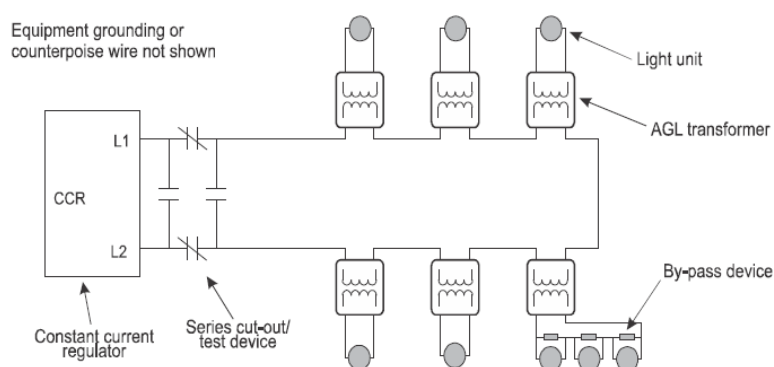 Equipment grounding or
counterpoise wire not shown
Light unit
AGL transformer
L1
CCR
L2
By-pass device
Constant current
regulator
Series cut-out/
test device